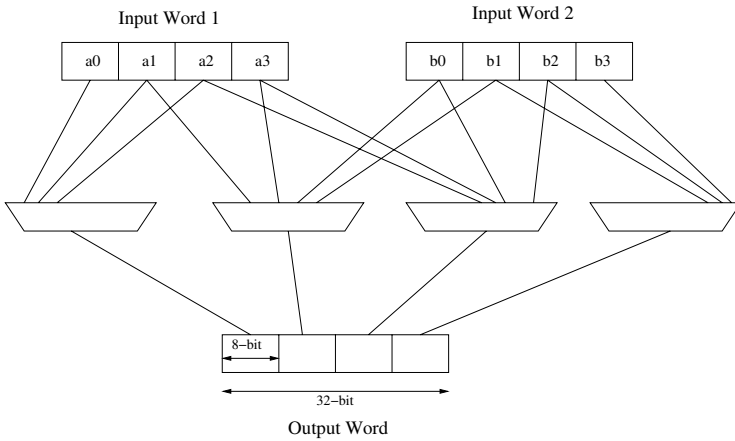 Input Word 1
Input Word 2
a0 a1 a2 a3
b0 b1 b2 b3
8-bit
32-bit
Output Word